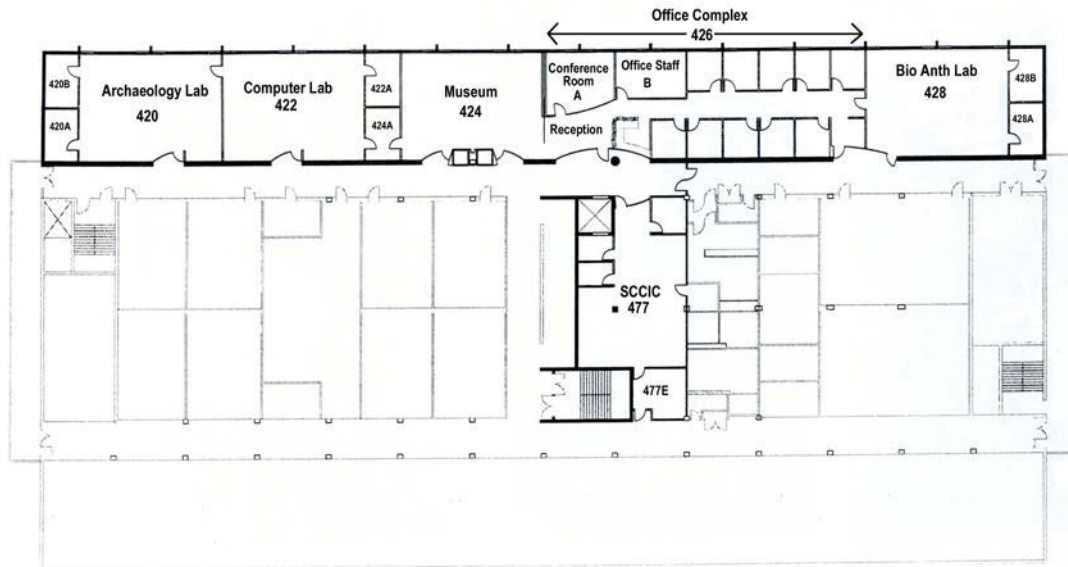 Office Complex
426
420B
Archaeology Lab
420
420A
Computer Lab
422
422A
424A
Museum
424
Conference
Room
A
Office Staff
B
Reception
Bio Anth Lab
428
428B
428A
SCCIC
477
477E